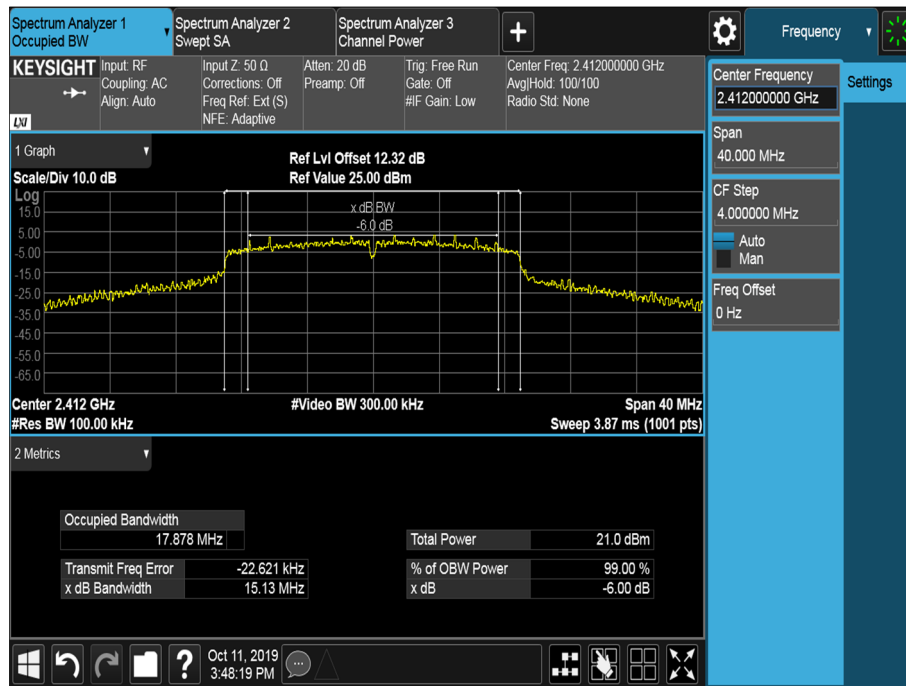 Spectrum Analyzer 1
Occupied BW
Spectrum Analyzer 2
Swept SA
Spectrum Analyzer 3
Channel Power
+
Frequency
KEYSIGHT
LXI
Input: RF
Coupling: AC
Align: Auto
Input Z: 50 Ω
Corrections: Off
Freq Ref: Ext (S)
NFE: Adaptive
Atten: 20 dB
Preamp: Off
Trig: Free Run
Gate: Off
#IF Gain: Low
Center Freq: 2.412000000 GHz
Avg|Hold: 100/100
Radio Std: None
Center Frequency
2.412000000 GHz
Settings
Span
40.000 MHz
CF Step
4.000000 MHz
Auto
Man
Freq Offset
0 Hz
1 Graph
Scale/Div 10.0 dB
Ref Lvl Offset 12.32 dB
Ref Value 25.00 dBm
Log
15.0
5.00
-5.00
-15.0
-25.0
-35.0
-45.0
-55.0
-65.0
x dB BW
-6.0 dB
Center 2.412 GHz
#Video BW 300.00 kHz
Span 40 MHz
#Res BW 100.00 kHz
Sweep 3.87 ms (1001 pts)
2 Metrics
Occupied Bandwidth
17.878 MHz
Total Power 21.0 dBm
Transmit Freq Error -22.621 kHz
% of OBW Power 99.00 %
x dB Bandwidth 15.13 MHz
x dB -6.00 dB
?
Oct 11, 2019
3:48:19 PM